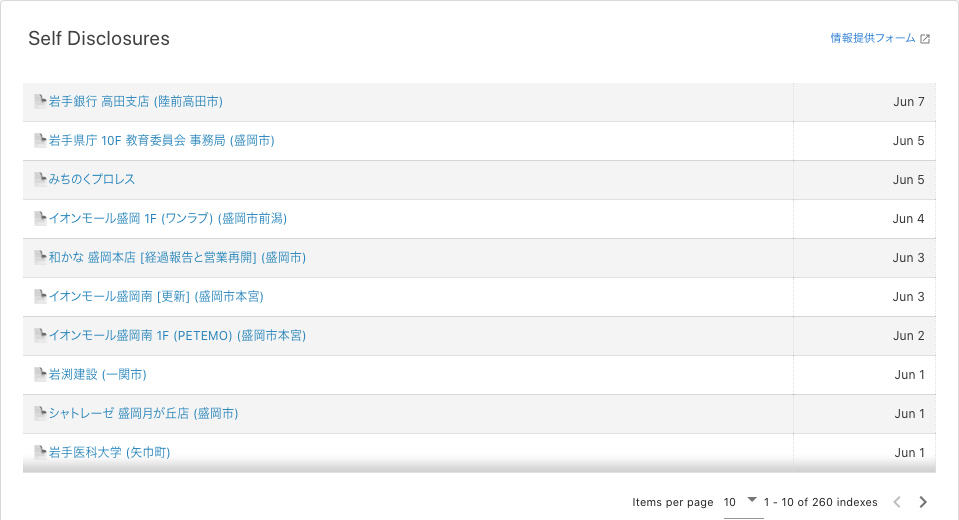 Self Disclosures
情報提供フォーム
岩手銀行 高田支店 (陸前高田市) Jun 7
岩手県庁 10F 教育委員会 事務局 (盛岡市) Jun 5
みちのくプロレス Jun 5
イオンモール盛岡 1F (ワンラブ) (盛岡市前潟) Jun 4
和かな 盛岡本店 [経過報告と営業再開] (盛岡市) Jun 3
イオンモール盛岡南 [更新] (盛岡市本宮) Jun 3
イオンモール盛岡南 1F (PETEMO) (盛岡市本宮) Jun 2
岩渕建設 (一関市) Jun 1
シャトレーゼ 盛岡月が丘店 (盛岡市) Jun 1
岩手医科大学 (矢巾町) Jun 1
Items per page 10 1 - 10 of 260 indexes